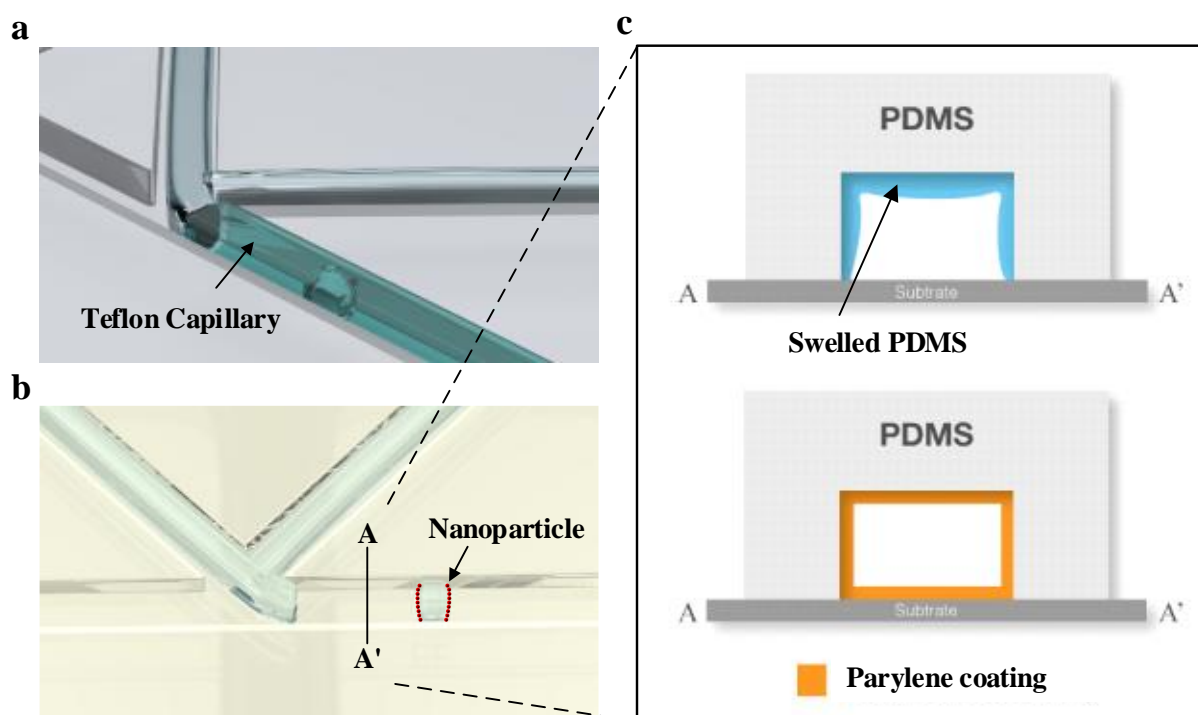 a
Teflon Capillary
b
A
Nanoparticle
A'
c
PDMS
A
Subtrate
A’
Swelled PDMS
PDMS
A
Subtrate
A’
Parylene coating